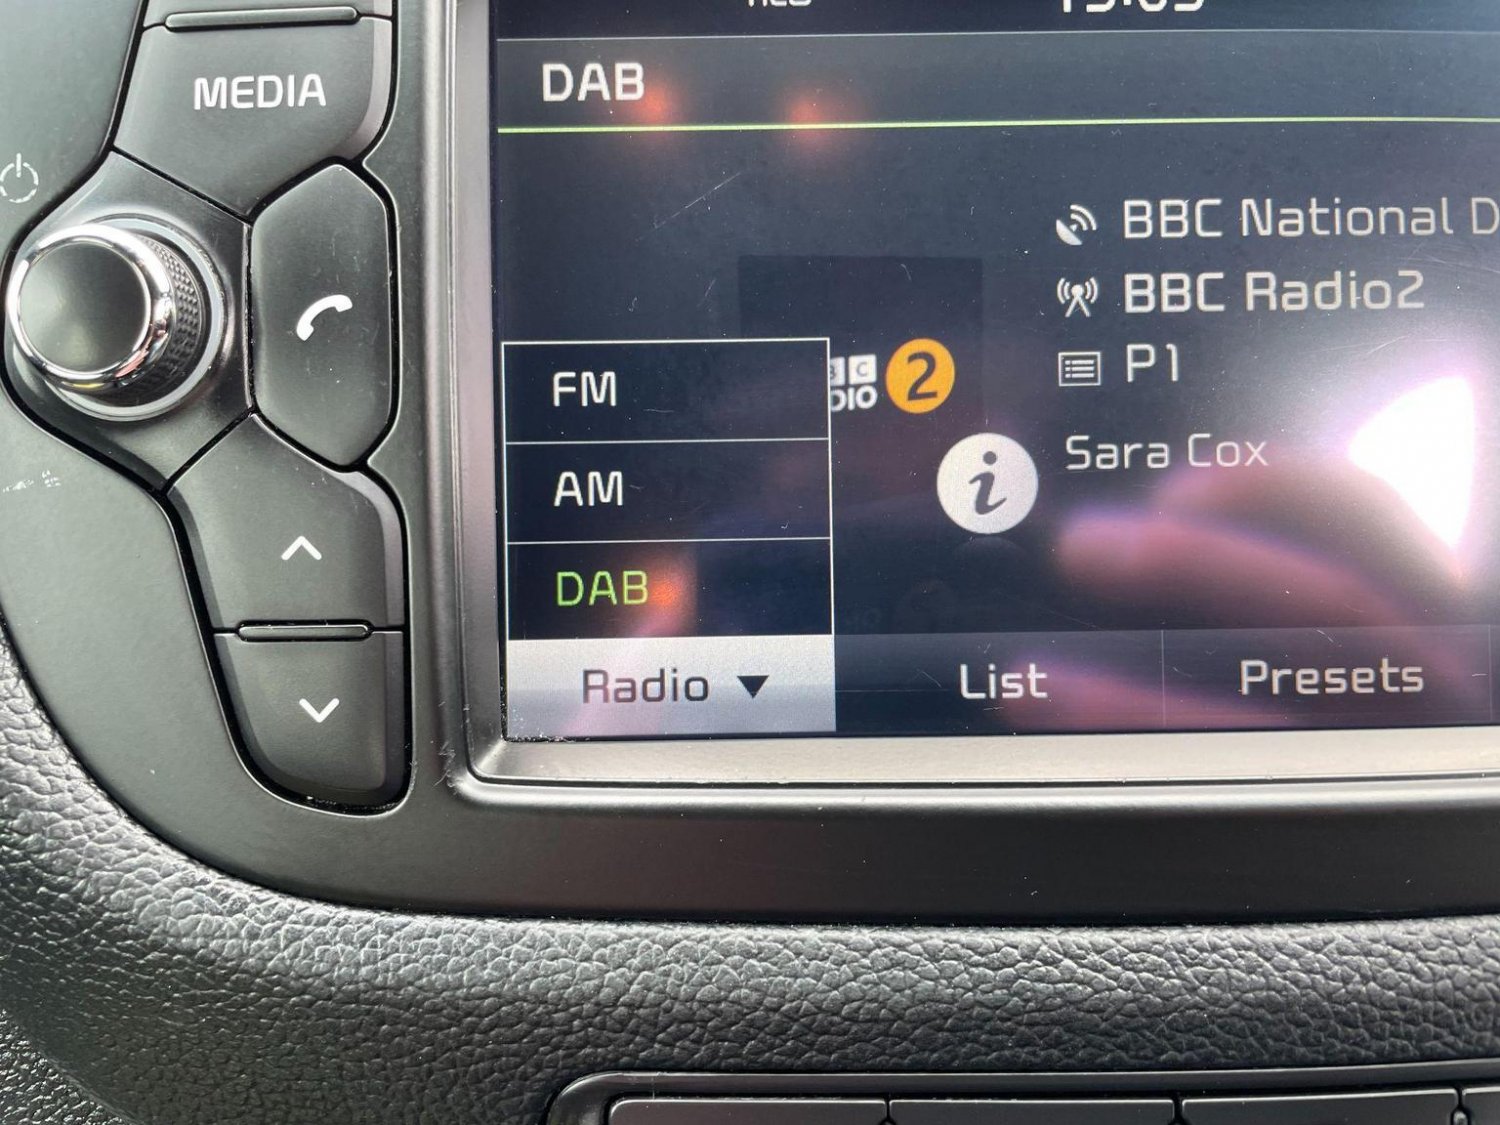 MEDIA
DAB
BBC National D
BBC Radio2
P1
Sara Cox
FM
AM
DAB
2
Radio
List
Presets